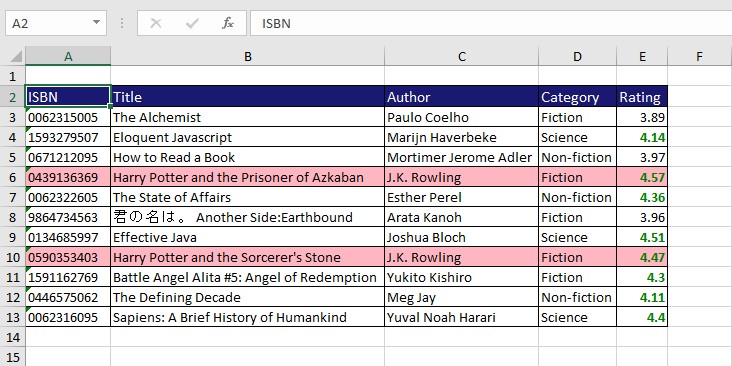 A2 fx ISBN
A B C D E F
1
2 ISBN Title Author Category Rating
3 0062315005 The Alchemist Paulo Coelho Fiction 3.89
4 1593279507 Eloquent Javascript Marijn Haverbeke Science 4.14
5 0671212095 How to Read a Book Mortimer Jerome Adler Non-fiction 3.97
6 0439136369 Harry Potter and the Prisoner of Azkaban J.K. Rowling Fiction 4.57
7 0062322605 The State of Affairs Esther Perel Non-fiction 4.36
8 9864734563 君の名は。 Another Side:Earthbound Arata Kanoh Fiction 3.96
9 0134685997 Effective Java Joshua Bloch Science 4.51
10 0590353403 Harry Potter and the Sorcerer's Stone J.K. Rowling Fiction 4.47
11 1591162769 Battle Angel Alita #5: Angel of Redemption Yukito Kishiro Fiction 4.3
12 0446575062 The Defining Decade Meg Jay Non-fiction 4.11
13 0062316095 Sapiens: A Brief History of Humankind Yuval Noah Harari Science 4.4
14
15